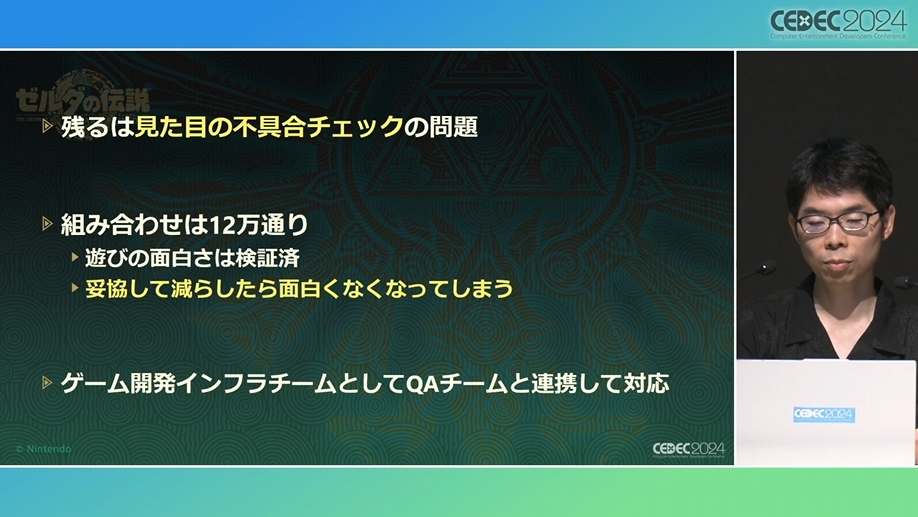 CEDEC2024
Computer Entertainment Developers Conference
ゼルダの伝説
残るは見た目の不具合チェックの問題
組み合わせは12万通り
遊びの面白さは検証済
妥協して減らしたら面白くなくなってしまう
ゲーム開発インフラチームとしてQAチームと連携して対応
© Nintendo
CEDEC2024
Computer Entertainment Developers Conference
CEDEC2024